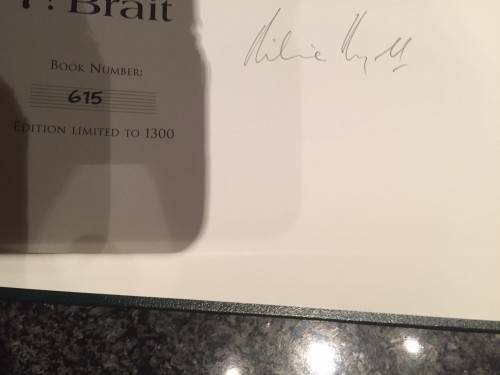 Brait
BOOK NUMBER:
615
EDITION LIMITED TO 1300